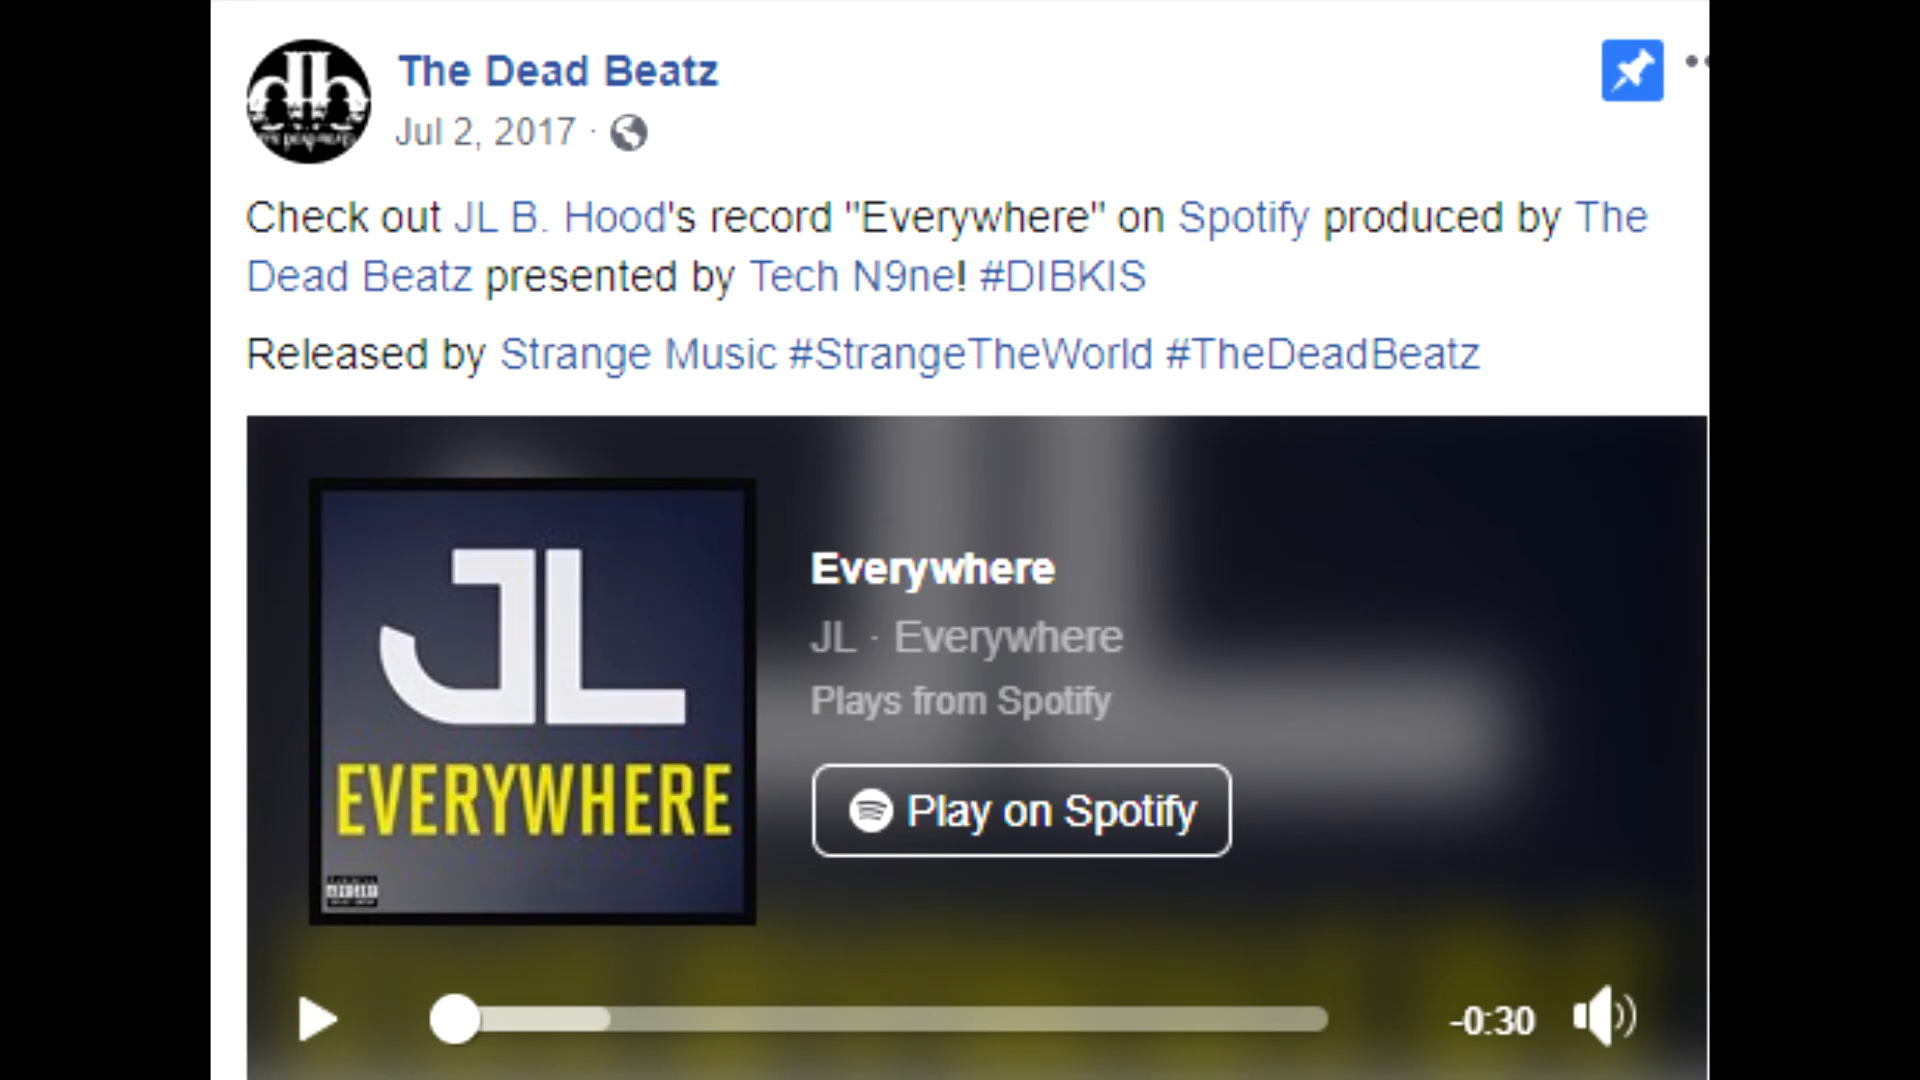 The Dead Beatz
Jul 2, 2017 ·
Check out JL B. Hood's record "Everywhere" on Spotify produced by The
Dead Beatz presented by Tech N9ne! #DIBKIS
Released by Strange Music #StrangeTheWorld #TheDeadBeatz
JL
EVERYWHERE
Everywhere
JL · Everywhere
Plays from Spotify
Play on Spotify
-0:30